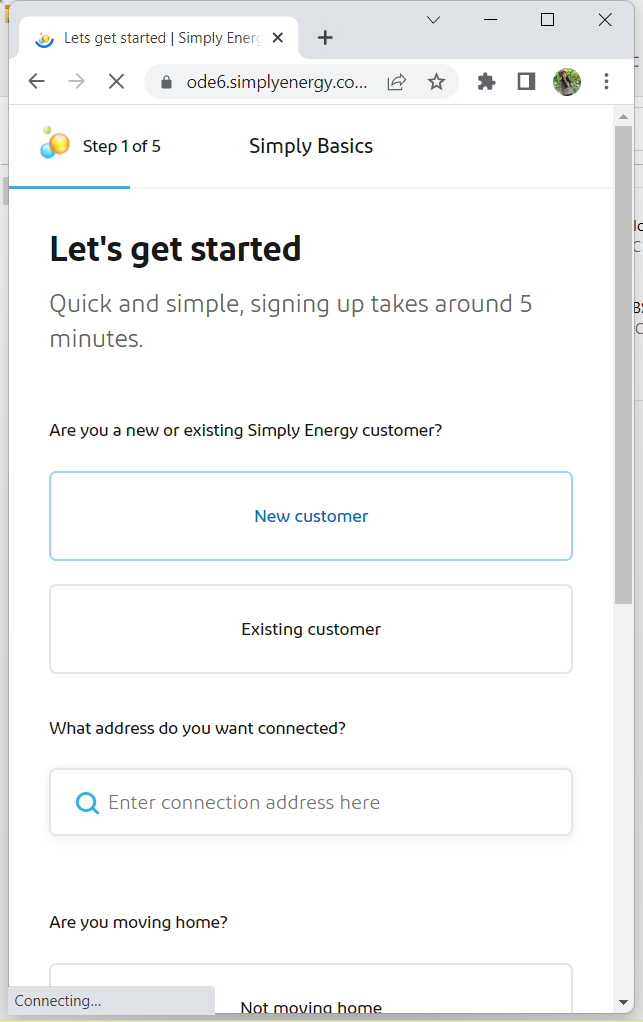 Lets get started | Simply Energ
ode6.simplyenergy.co...
Step 1 of 5
Simply Basics
Let's get started
Quick and simple, signing up takes around 5
minutes.
Are you a new or existing Simply Energy customer?
New customer
Existing customer
What address do you want connected?
Enter connection address here
Are you moving home?
Not moving home
Connecting...